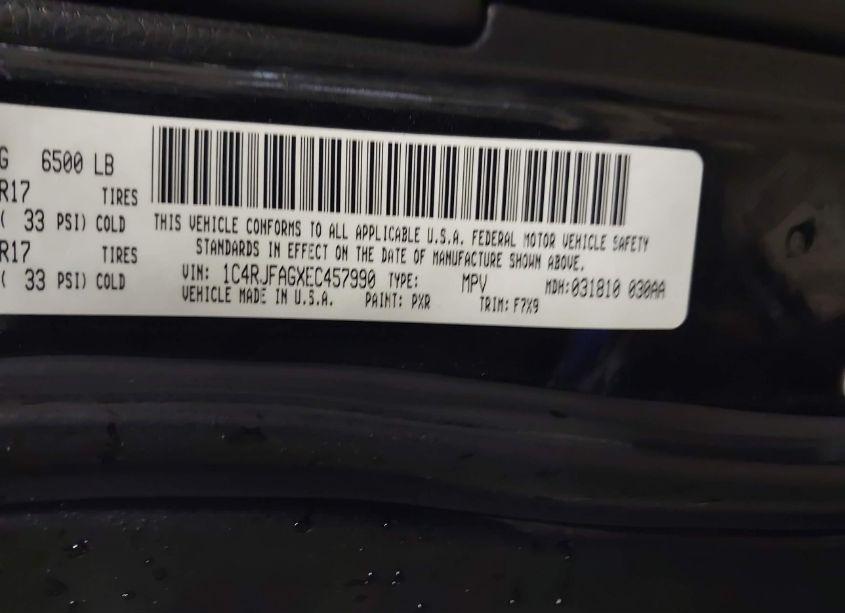 G 6500 LB
R17 TIRES
( 33 PSI) COLD
R17 TIRES
( 33 PSI) COLD
THIS VEHICLE CONFORMS TO ALL APPLICABLE U.S.A. FEDERAL MOTOR VEHICLE SAFETY
STANDARDS IN EFFECT ON THE DATE OF MANUFACTURE SHOWN ABOVE.
VIN: 1C4RJFAGXEC457990 TYPE: MPV MDH:031810 030AA
VEHICLE MADE IN U.S.A. PAINT: PXR TRIM: F7X9